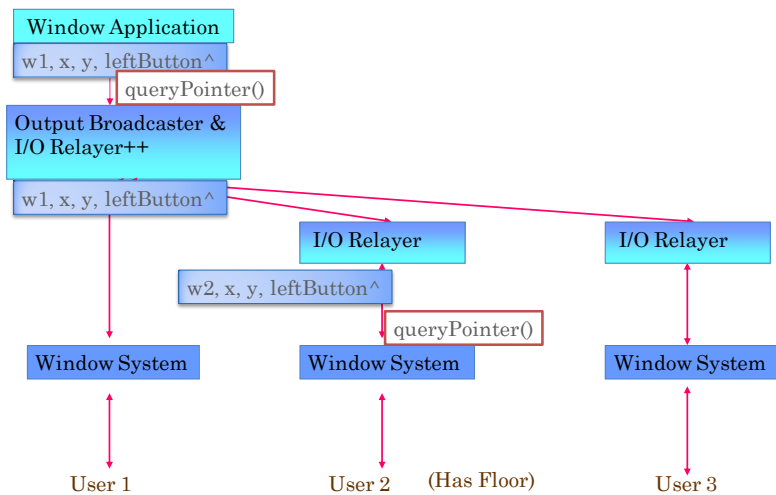 Window Application
w1, x, y, leftButton^
queryPointer()
Output Broadcaster &
I/O Relayer++
w1, x, y, leftButton^
I/O Relayer
I/O Relayer
w2, x, y, leftButton^
queryPointer()
Window System
Window System
Window System
User 1
User 2
(Has Floor)
User 3